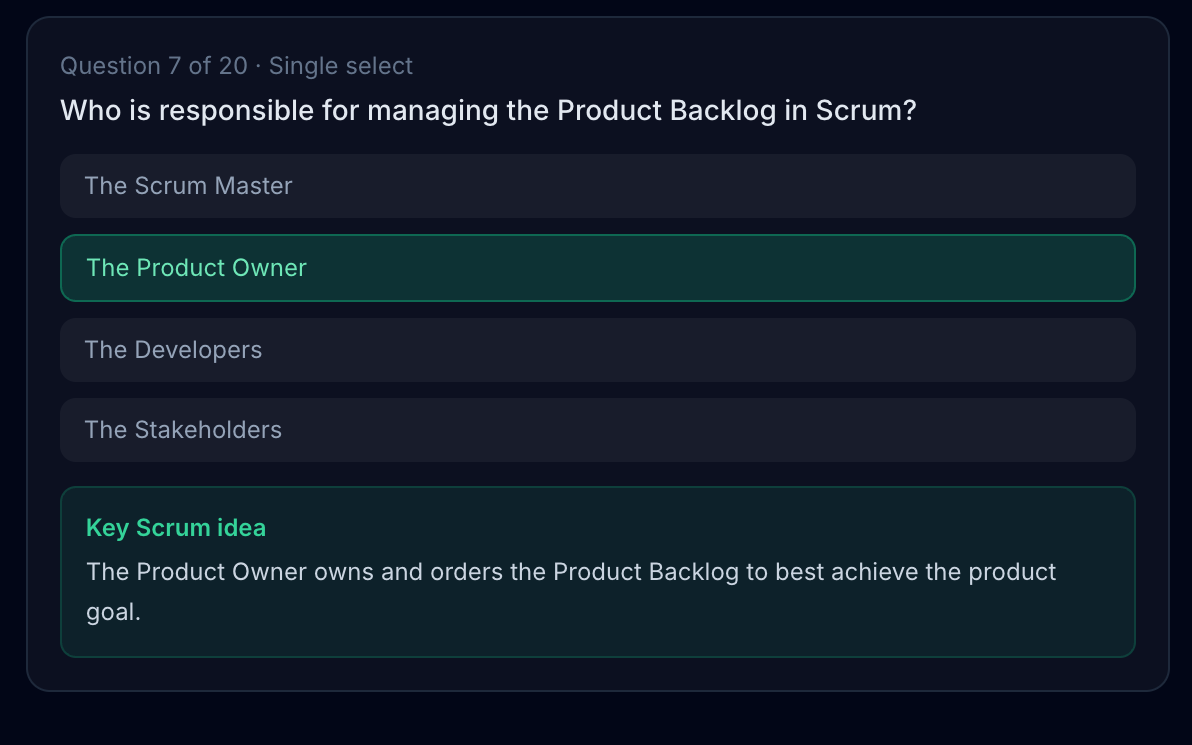 Question 7 of 20 · Single select
Who is responsible for managing the Product Backlog in Scrum?
The Scrum Master
The Product Owner
The Developers
The Stakeholders
Key Scrum idea
The Product Owner owns and orders the Product Backlog to best achieve the product
goal.